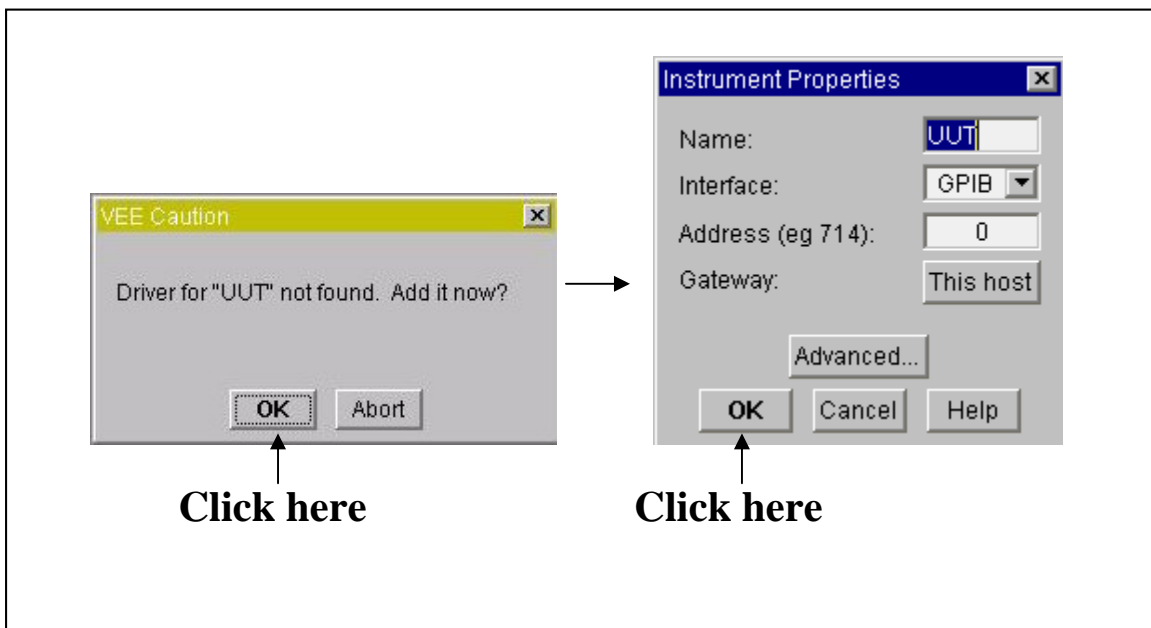 VEE Caution
Driver for "UUT" not found. Add it now?
OK Abort
Click here
Instrument Properties
Name: UUT
Interface: GPIB
Address (eg 714): 0
Gateway: This host
Advanced...
OK Cancel Help
Click here